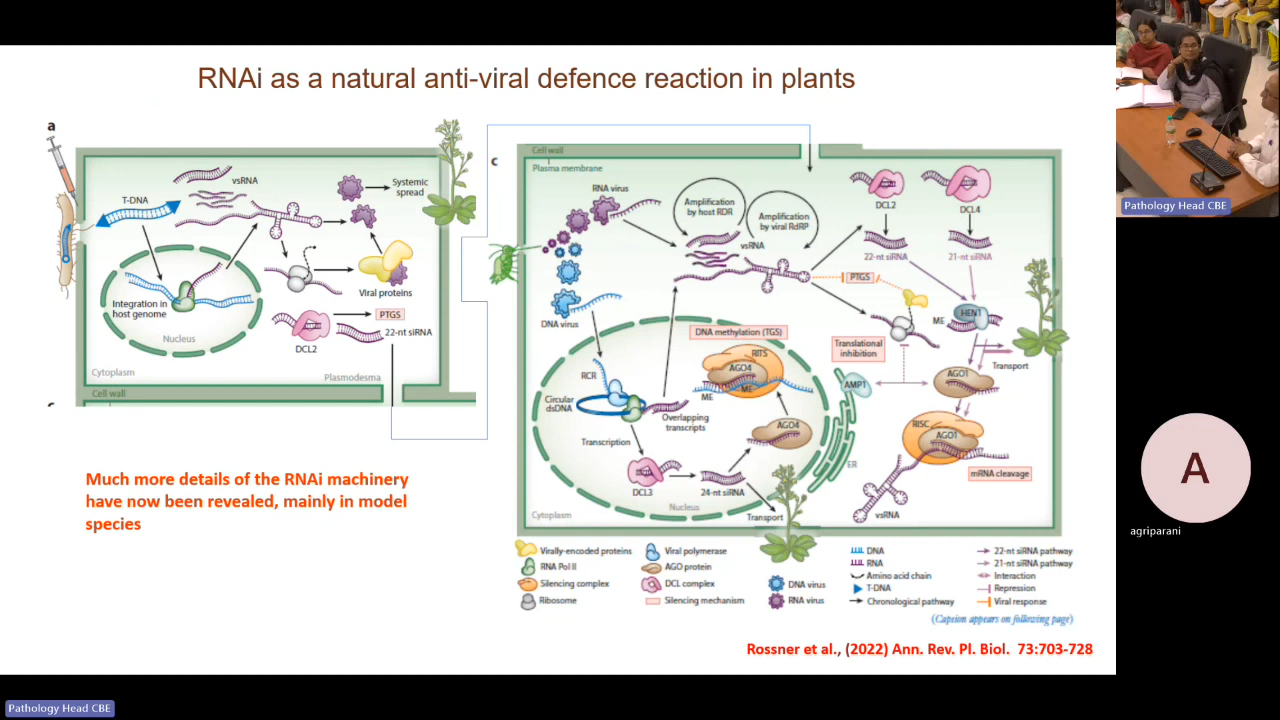 RNAi as a natural anti-viral defence reaction in plants
a
vsRNA
Systemic
spread
T-DNA
Integration in
host genome
Nucleus
Viral proteins
PTGS
22-nt siRNA
DCL2
Cytoplasm
Plasmodesma
Cell wall
c
Cell wall
Plasma membrane
RNA virus
Amplification
by host RDR
Amplification
by viral RdRP
vsRNA
DCL2
DCL4
22-nt siRNA
21-nt siRNA
PTGS
DNA virus
ME
HEN1
DNA methylation (TGS)
Translational
inhibition
Transport
RITS
AGO4
ME
ME
RCR
Circular
dsDNA
Overlapping
transcripts
AMP1
AGO1
Transcription
AGO4
RISC
AGO1
ER
mRNA cleavage
DCL3
24-nt siRNA
Nucleus
Transport
Cytoplasm
vsRNA
Much more details of the RNAi machinery
have now been revealed, mainly in model
species
Virally-encoded proteins
RNA Pol II
Silencing complex
Ribosome
Viral polymerase
AGO protein
DCL complex
Silencing mechanism
DNA virus
RNA virus
DNA
RNA
Amino acid chain
T-DNA
Chronological pathway
22-nt siRNA pathway
21-nt siRNA pathway
Interaction
Repression
Viral response
(Caption appears on following page)
Rossner et al., (2022) Ann. Rev. Pl. Biol. 73:703-728
Pathology Head CBE
A
agriparani
Pathology Head CBE